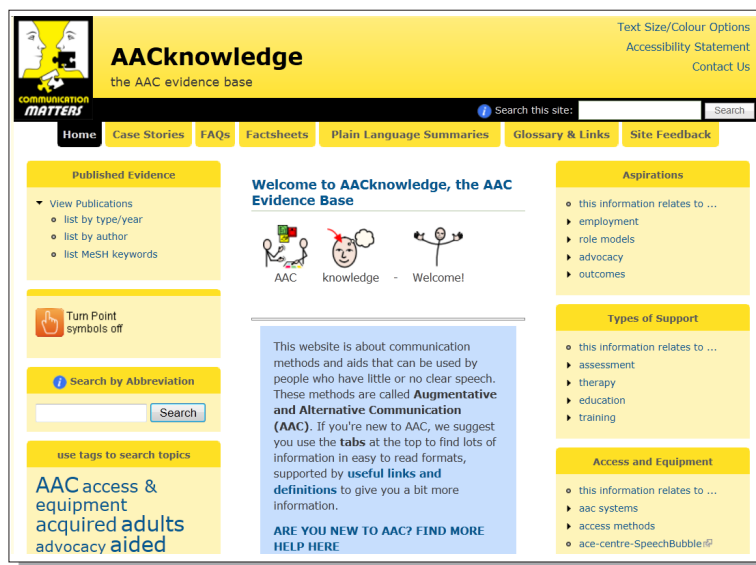 Text Size/Colour Options
Accessibility Statement
Contact Us
AACknowledge
the AAC evidence base
COMMUNICATION
MATTERS
i Search this site: Search
Home Case Stories FAQs Factsheets Plain Language Summaries Glossary & Links Site Feedback
Published Evidence
View Publications
list by type/year
list by author
list MeSH keywords
Turn Point
symbols off
i Search by Abbreviation
Search
use tags to search topics
AAC access &
equipment
acquired adults
advocacy aided
Welcome to AACknowledge, the AAC
Evidence Base
AAC knowledge - Welcome!
This website is about communication
methods and aids that can be used by
people who have little or no clear speech.
These methods are called Augmentative
and Alternative Communication
(AAC). If you're new to AAC, we suggest
you use the tabs at the top to find lots of
information in easy to read formats,
supported by useful links and
definitions to give you a bit more
information.
ARE YOU NEW TO AAC? FIND MORE
HELP HERE
Aspirations
this information relates to ...
employment
role models
advocacy
outcomes
Types of Support
this information relates to ...
assessment
therapy
education
training
Access and Equipment
this information relates to ...
aac systems
access methods
ace-centre-SpeechBubble